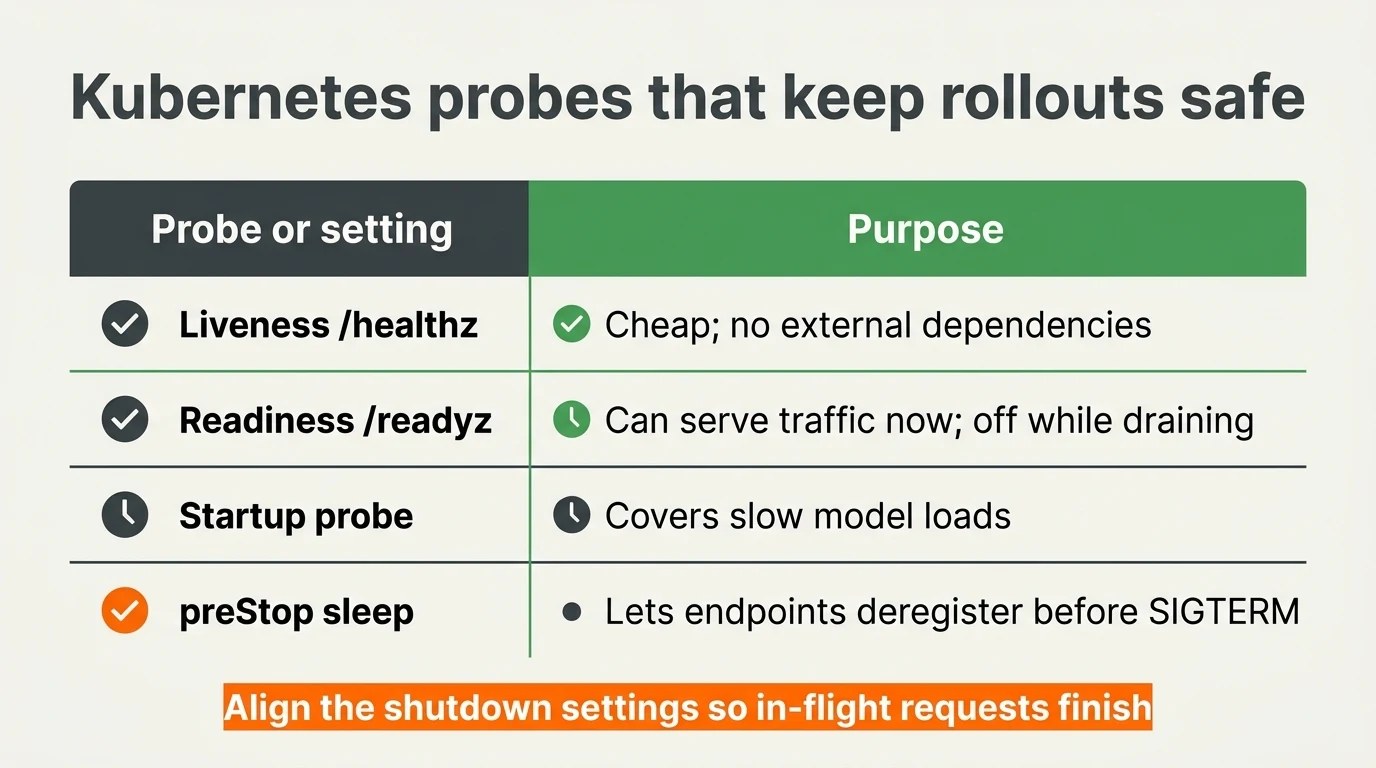 Kubernetes probes that keep rollouts safe
Probe or setting
Purpose
Liveness /healthz
Cheap; no external dependencies
Readiness /readyz
Can serve traffic now; off while draining
Startup probe
Covers slow model loads
preStop sleep
Lets endpoints deregister before SIGTERM
Align the shutdown settings so in-flight requests finish